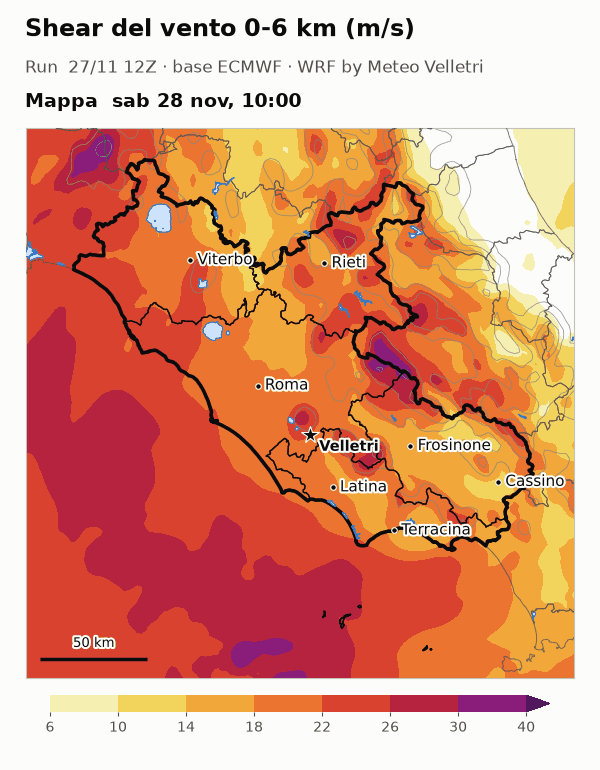 Shear del vento 0-6 km (m/s)
Run  27/11 12Z · base ECMWF · WRF by Meteo Velletri
Mappa  sab 28 nov, 10:00
Viterbo
Rieti
Roma
Velletri
Frosinone
Cassino
Latina
Terracina
50 km
6 10 14 18 22 26 30 40